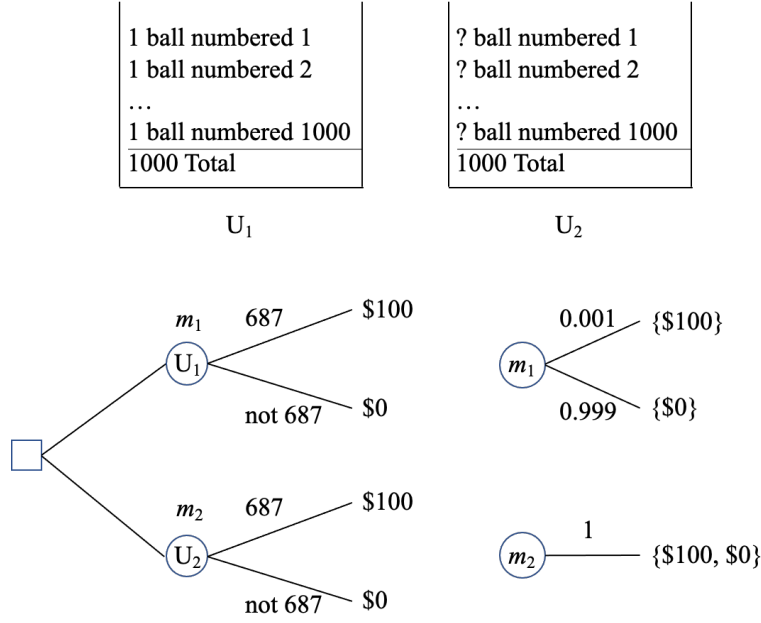 1 ball numbered 1
1 ball numbered 2
…
1 ball numbered 1000
1000 Total
U₁
? ball numbered 1
? ball numbered 2
…
? ball numbered 1000
1000 Total
U₂
m₁
687
$100
U₁
not 687
$0
m₂
687
$100
U₂
not 687
$0
0.001
{$100}
m₁
0.999
{$0}
1
m₂
{$100, $0}